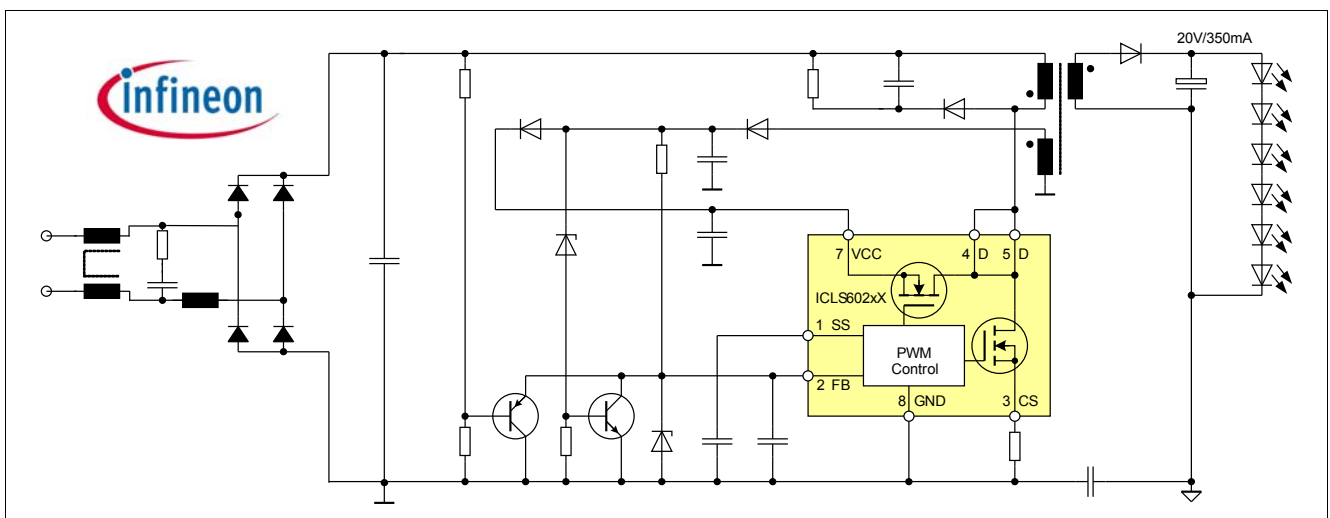 infineon
20V/350mA
7 VCC
4 D
5 D
ICLS602xX
1 SS
PWM
Control
2 FB
8 GND
3 CS